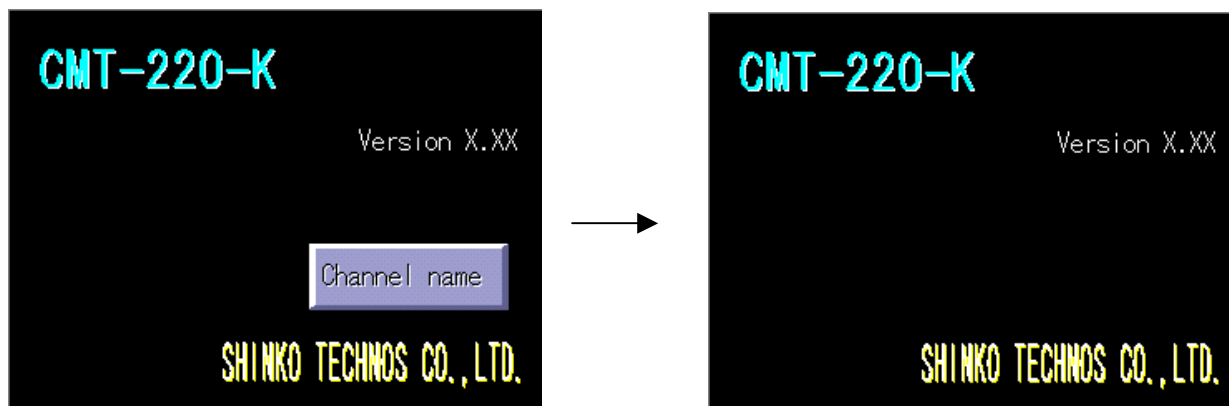 CMT-220-K
Version X.XX
Channel name
SHINKO TECHNOS CO.,LTD.
CMT-220-K
Version X.XX
SHINKO TECHNOS CO.,LTD.